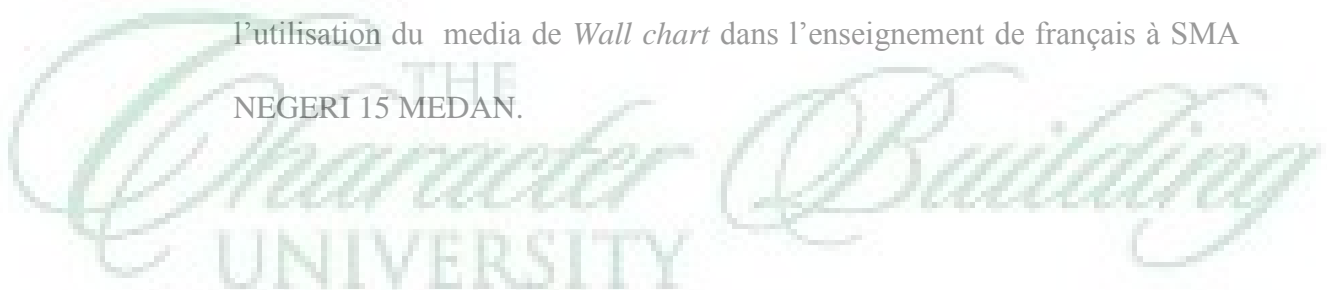 l’utilisation du  media de Wall chart dans l’enseignement de français à SMA
NEGERI 15 MEDAN.
THE
Character Building
UNIVERSITY